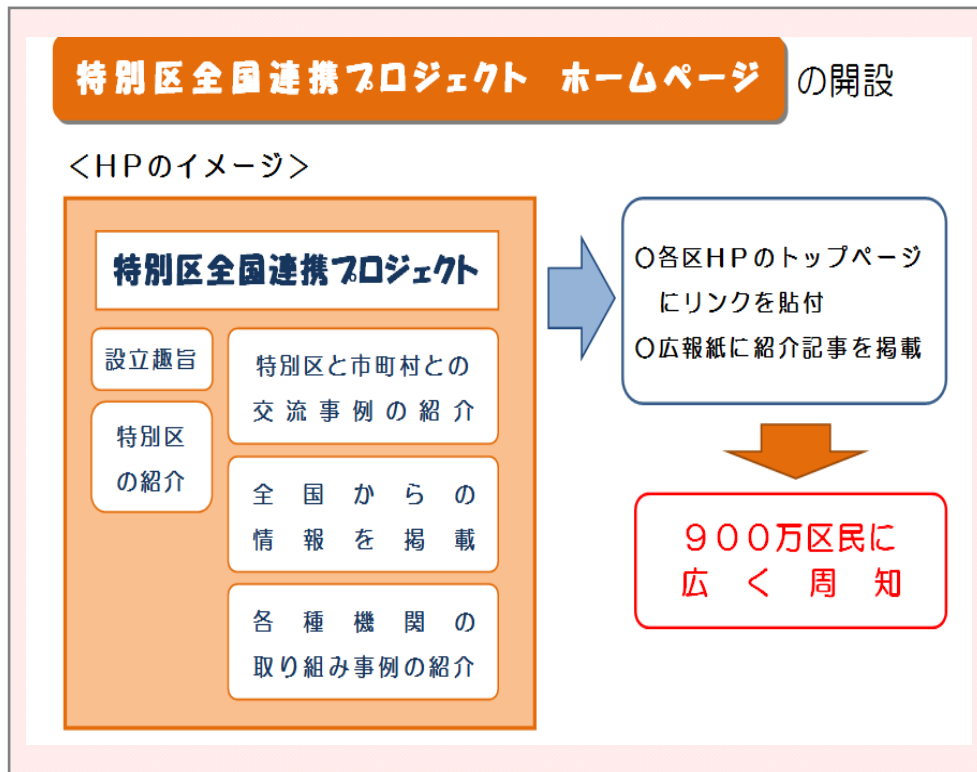 特別区全国連携プロジェクト　ホームページ の開設
＜ＨＰのイメージ＞
特別区全国連携プロジェクト
設立趣旨
特別区
の紹介
特別区と市町村との
交流事例の紹介
全国からの
情報を掲載
各種機関の
取り組み事例の紹介
○各区ＨＰのトップページ
にリンクを貼付
○広報紙に紹介記事を掲載
９００万区民に
広く周知